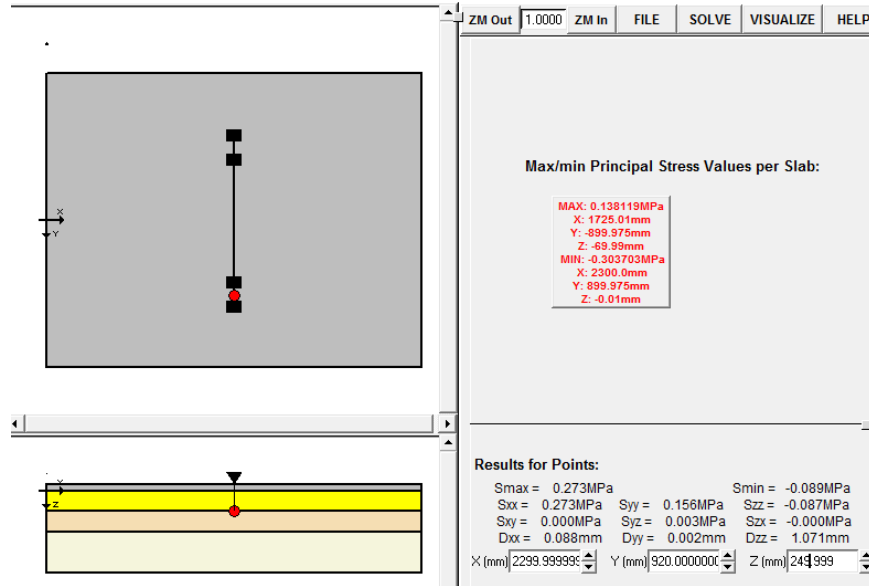 ZM Out 1.0000 ZM In FILE SOLVE VISUALIZE HELP
X
Y
Max/min Principal Stress Values per Slab:
MAX: 0.138119MPa
X: 1725.01mm
Y: -899.975mm
Z: -69.99mm
MIN: -0.303703MPa
X: 2300.0mm
Y: 899.975mm
Z: -0.01mm
X
Z
Results for Points:
Smax = 0.273MPa Smin = -0.089MPa
Sxx = 0.273MPa Syy = 0.156MPa Szz = -0.087MPa
Sxy = 0.000MPa Syz = 0.003MPa Szx = -0.000MPa
Dxx = 0.088mm Dyy = 0.002mm Dzz = 1.071mm
X (mm) 2299.999999 Y (mm) 920.0000000 Z (mm) 249.999